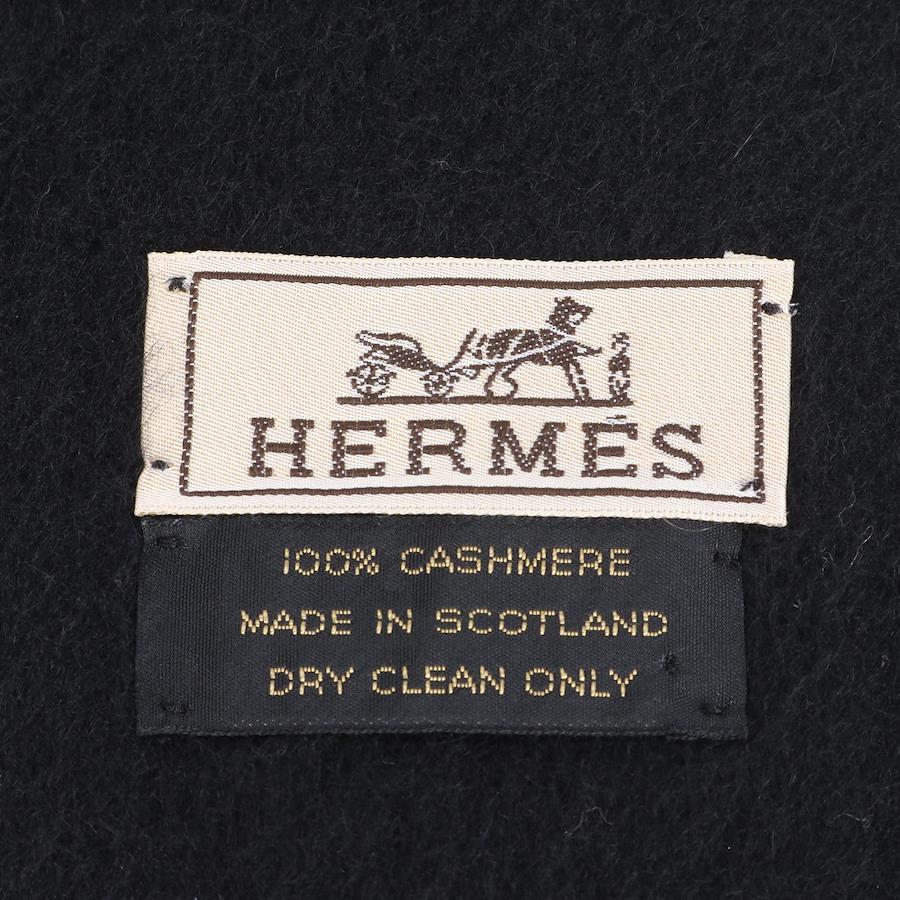 HERMÈS
100% CASHMERE
MADE IN SCOTLAND
DRY CLEAN ONLY